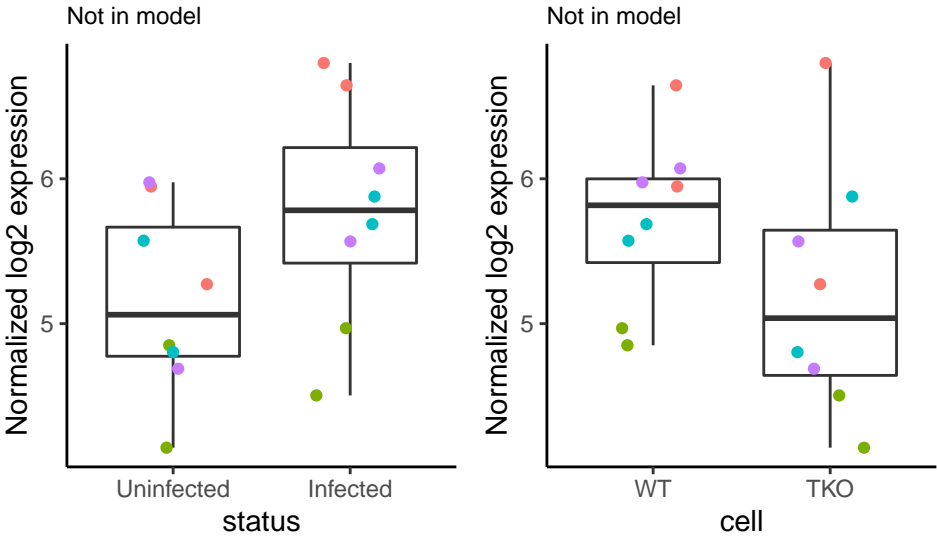 Not in model
Normalized log2 expression
6
5
Uninfected
Infected
status
Not in model
Normalized log2 expression
6
5
WT
TKO
cell